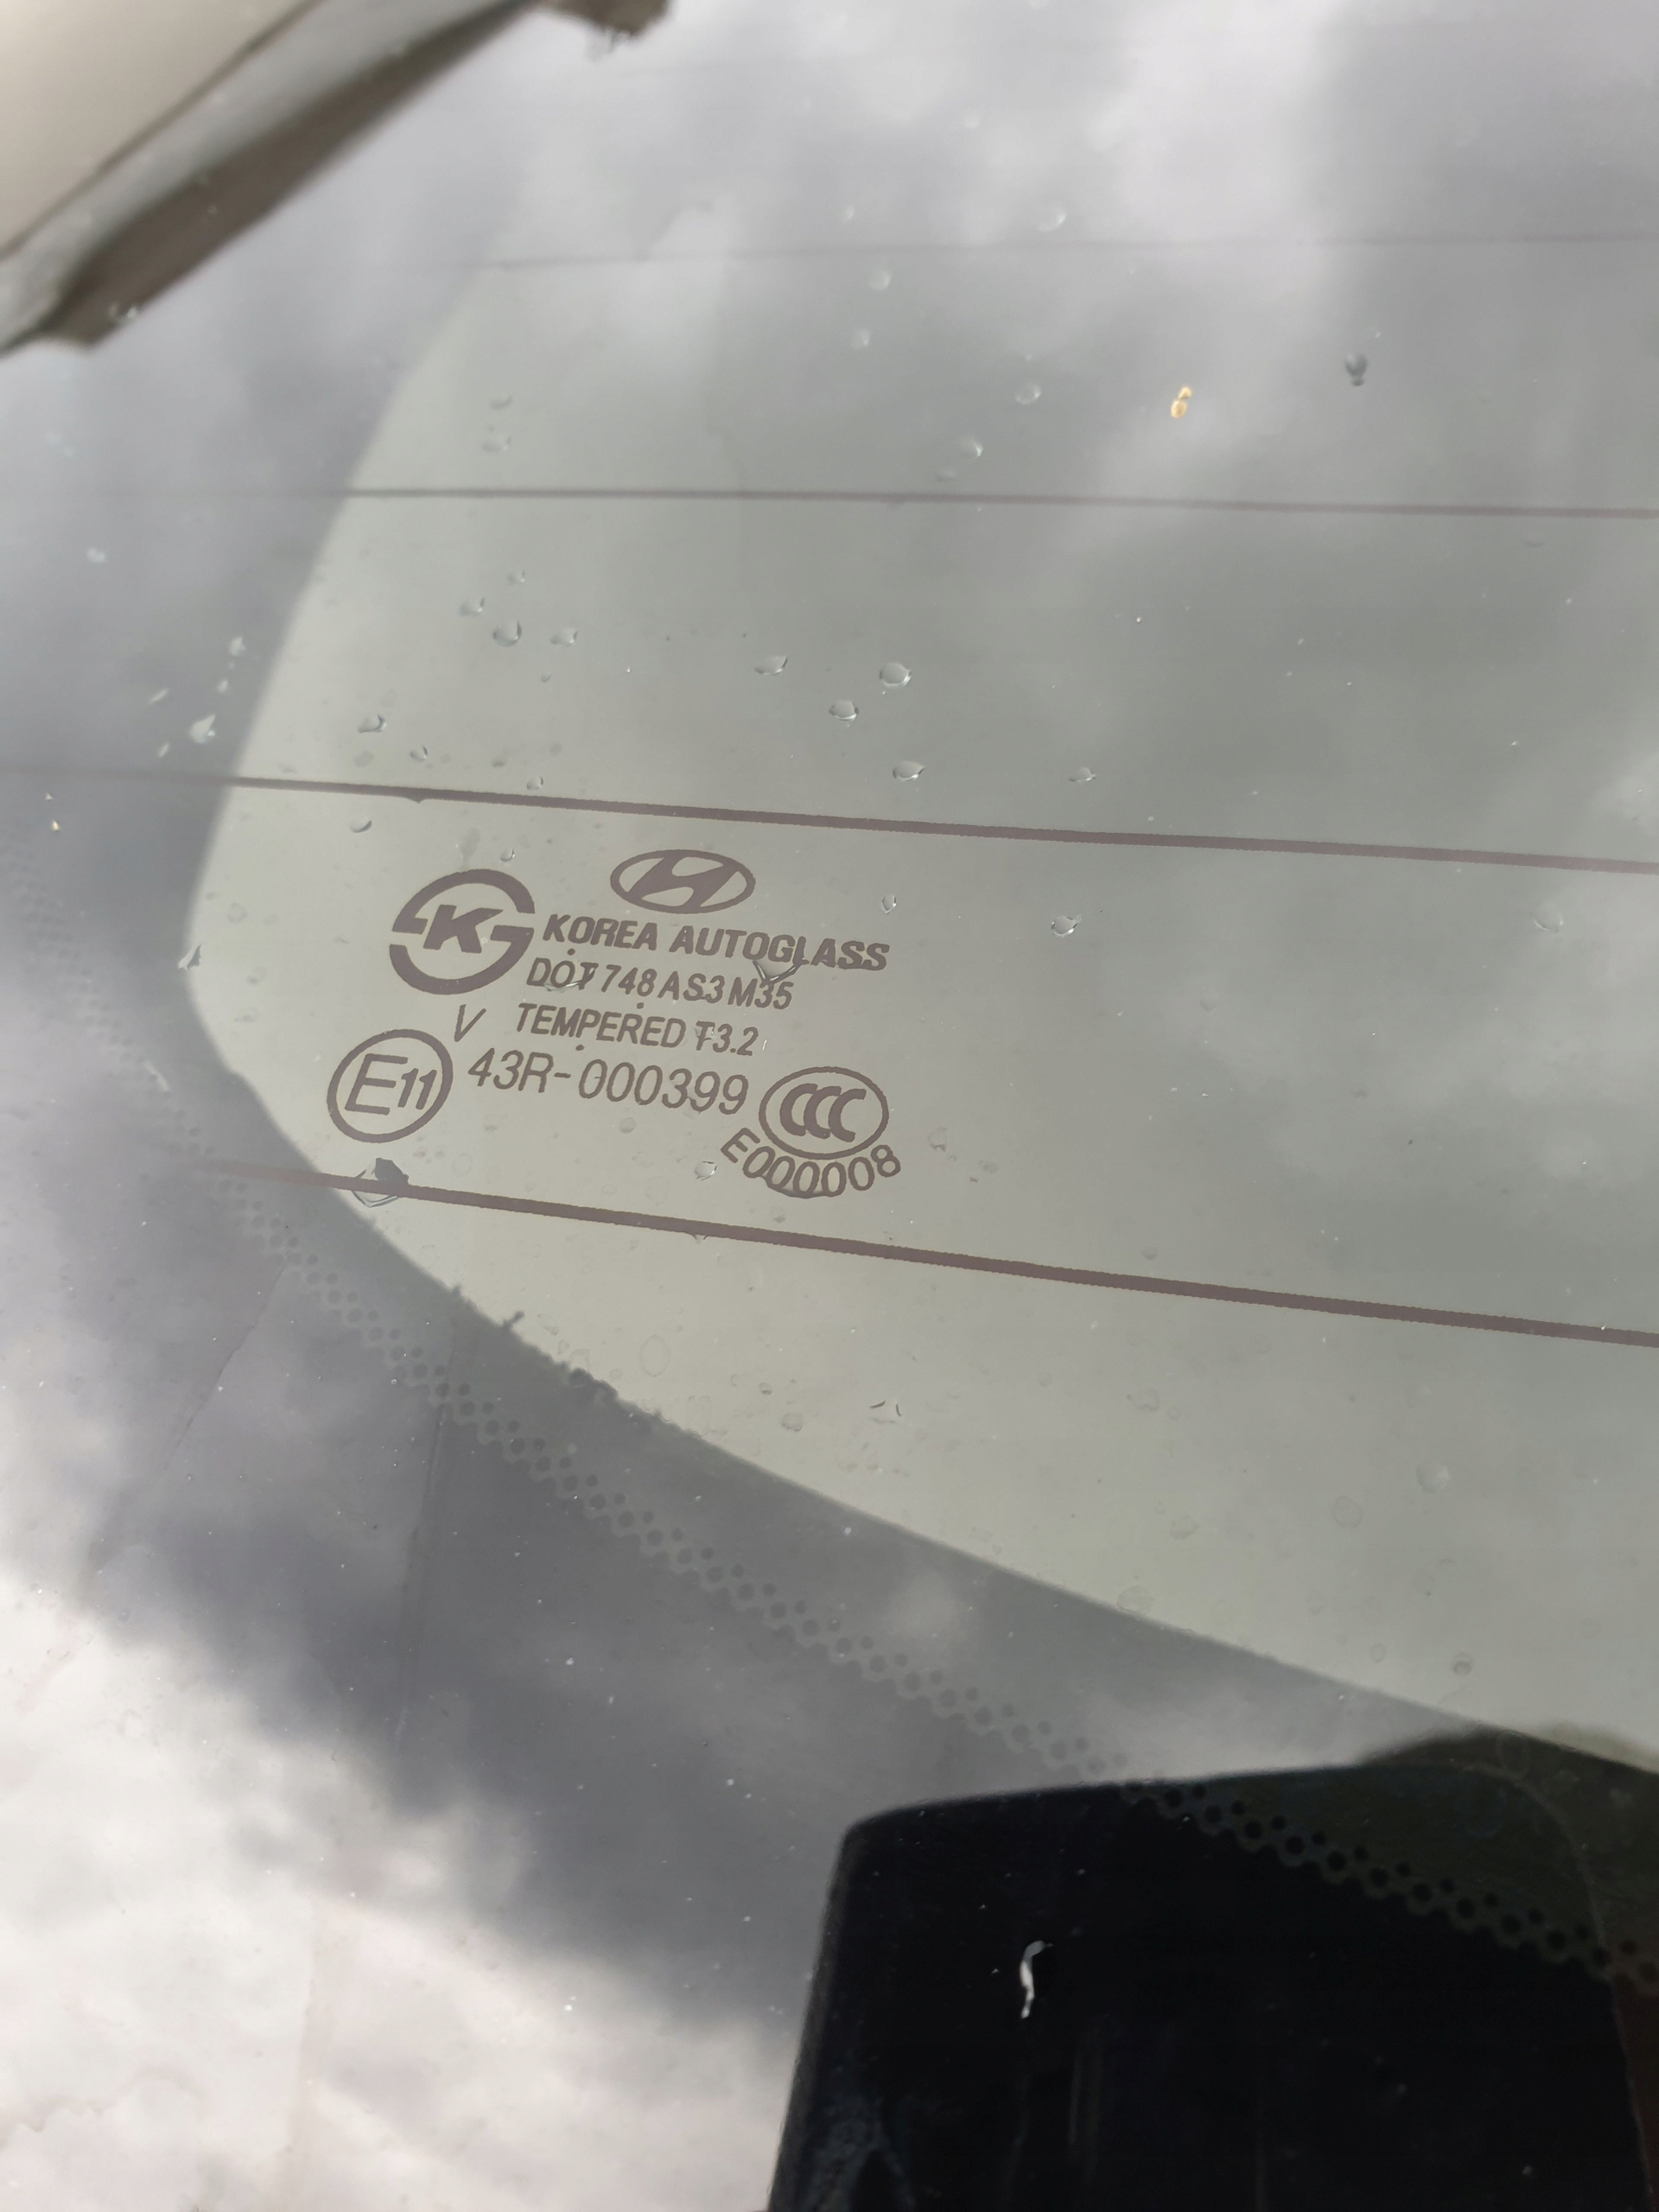 K
KOREA AUTOGLASS
DOT 748 AS3 M35
V TEMPERED T3.2
E11 43R-000399
CCC
E000008